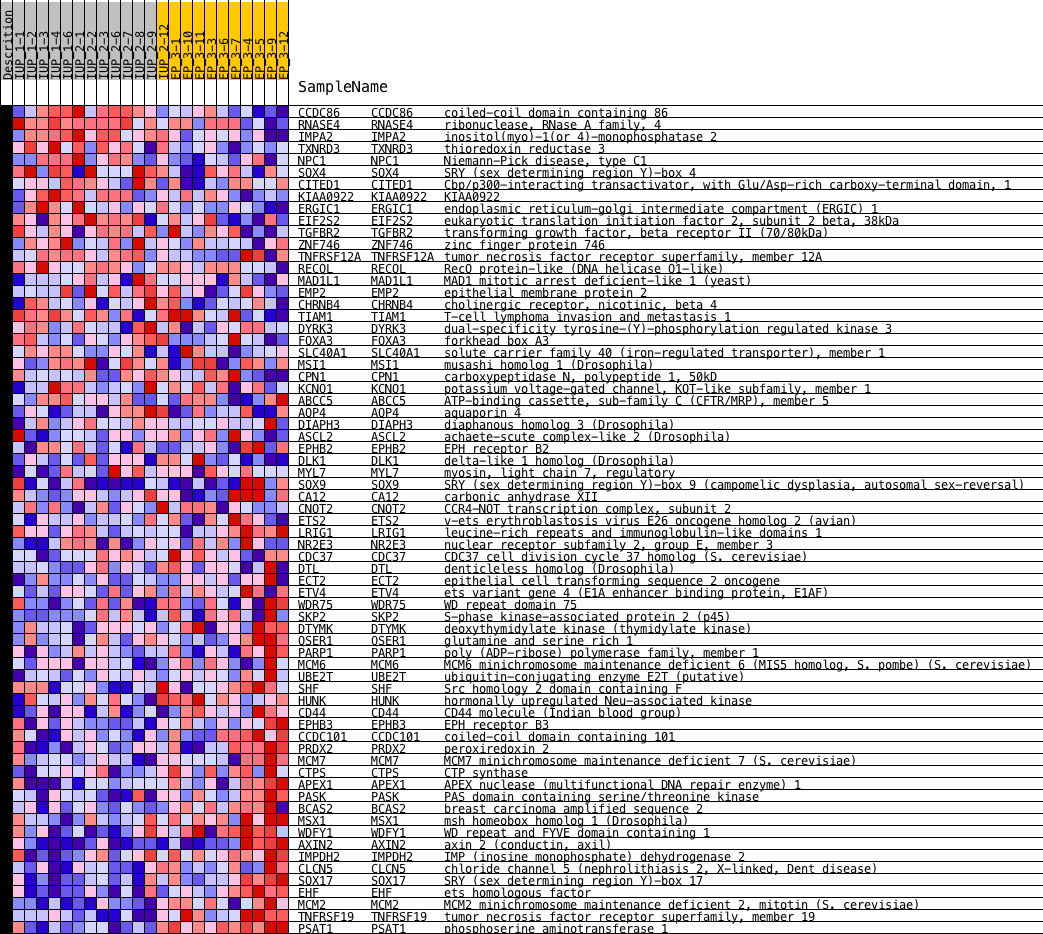 Descrition
IUP_1-1
IUP_1-2
IUP_1-3
IUP_1-4
IUP_1-6
IUP_2-1
IUP_2-2
IUP_2-3
IUP_2-6
IUP_2-7
IUP_2-8
IUP_2-9
IUP_2-12
EP_3-1
EP_3-10
EP_3-11
EP_3-3
EP_3-6
EP_3-7
EP_3-4
EP_3-5
EP_3-9
EP_3-12
SampleName
CCDC86 CCDC86 coiled-coil domain containing 86
RNASE4 RNASE4 ribonuclease, RNase A family, 4
IMPA2 IMPA2 inositol(myo)-1(or 4)-monophosphatase 2
TXNRD3 TXNRD3 thioredoxin reductase 3
NPC1 NPC1 Niemann-Pick disease, type C1
SOX4 SOX4 SRY (sex determining region Y)-box 4
CITED1 CITED1 Cbp/p300-interacting transactivator, with Glu/Asp-rich carboxy-terminal domain, 1
KIAA0922 KIAA0922 KIAA0922
ERGIC1 ERGIC1 endoplasmic reticulum-golgi intermediate compartment (ERGIC) 1
EIF2S2 EIF2S2 eukaryotic translation initiation factor 2, subunit 2 beta, 38kDa
TGFBR2 TGFBR2 transforming growth factor, beta receptor II (70/80kDa)
ZNF746 ZNF746 zinc finger protein 746
TNFRSF12A TNFRSF12A tumor necrosis factor receptor superfamily, member 12A
RECQL RECQL RecQ protein-like (DNA helicase Q1-like)
MAD1L1 MAD1L1 MAD1 mitotic arrest deficient-like 1 (yeast)
EMP2 EMP2 epithelial membrane protein 2
CHRNB4 CHRNB4 cholinergic receptor, nicotinic, beta 4
TIAM1 TIAM1 T-cell lymphoma invasion and metastasis 1
DYRK3 DYRK3 dual-specificity tyrosine-(Y)-phosphorylation regulated kinase 3
FOXA3 FOXA3 forkhead box A3
SLC40A1 SLC40A1 solute carrier family 40 (iron-regulated transporter), member 1
MSI1 MSI1 musashi homolog 1 (Drosophila)
CPN1 CPN1 carboxypeptidase N, polypeptide 1, 50kD
KCNQ1 KCNQ1 potassium voltage-gated channel, KQT-like subfamily, member 1
ABCC5 ABCC5 ATP-binding cassette, sub-family C (CFTR/MRP), member 5
AQP4 AQP4 aquaporin 4
DIAPH3 DIAPH3 diaphanous homolog 3 (Drosophila)
ASCL2 ASCL2 achaete-scute complex-like 2 (Drosophila)
EPHB2 EPHB2 EPH receptor B2
DLK1 DLK1 delta-like 1 homolog (Drosophila)
MYL7 MYL7 myosin, light chain 7, regulatory
SOX9 SOX9 SRY (sex determining region Y)-box 9 (campomelic dysplasia, autosomal sex-reversal)
CA12 CA12 carbonic anhydrase XII
CNOT2 CNOT2 CCR4-NOT transcription complex, subunit 2
ETS2 ETS2 v-ets erythroblastosis virus E26 oncogene homolog 2 (avian)
LRIG1 LRIG1 leucine-rich repeats and immunoglobulin-like domains 1
NR2E3 NR2E3 nuclear receptor subfamily 2, group E, member 3
CDC37 CDC37 CDC37 cell division cycle 37 homolog (S. cerevisiae)
DTL DTL denticleless homolog (Drosophila)
ECT2 ECT2 epithelial cell transforming sequence 2 oncogene
ETV4 ETV4 ets variant gene 4 (E1A enhancer binding protein, E1AF)
WDR75 WDR75 WD repeat domain 75
SKP2 SKP2 S-phase kinase-associated protein 2 (p45)
DTYMK DTYMK deoxythymidylate kinase (thymidylate kinase)
QSER1 QSER1 glutamine and serine rich 1
PARP1 PARP1 poly (ADP-ribose) polymerase family, member 1
MCM6 MCM6 MCM6 minichromosome maintenance deficient 6 (MIS5 homolog, S. pombe) (S. cerevisiae)
UBE2T UBE2T ubiquitin-conjugating enzyme E2T (putative)
SHF SHF Src homology 2 domain containing F
HUNK HUNK hormonally upregulated Neu-associated kinase
CD44 CD44 CD44 molecule (Indian blood group)
EPHB3 EPHB3 EPH receptor B3
CCDC101 CCDC101 coiled-coil domain containing 101
PRDX2 PRDX2 peroxiredoxin 2
MCM7 MCM7 MCM7 minichromosome maintenance deficient 7 (S. cerevisiae)
CTPS CTPS CTP synthase
APEX1 APEX1 APEX nuclease (multifunctional DNA repair enzyme) 1
PASK PASK PAS domain containing serine/threonine kinase
BCAS2 BCAS2 breast carcinoma amplified sequence 2
MSX1 MSX1 msh homeobox homolog 1 (Drosophila)
WDFY1 WDFY1 WD repeat and FYVE domain containing 1
AXIN2 AXIN2 axin 2 (conductin, axil)
IMPDH2 IMPDH2 IMP (inosine monophosphate) dehydrogenase 2
CLCN5 CLCN5 chloride channel 5 (nephrolithiasis 2, X-linked, Dent disease)
SOX17 SOX17 SRY (sex determining region Y)-box 17
EHF EHF ets homologous factor
MCM2 MCM2 MCM2 minichromosome maintenance deficient 2, mitotin (S. cerevisiae)
TNFRSF19 TNFRSF19 tumor necrosis factor receptor superfamily, member 19
PSAT1 PSAT1 phosphoserine aminotransferase 1